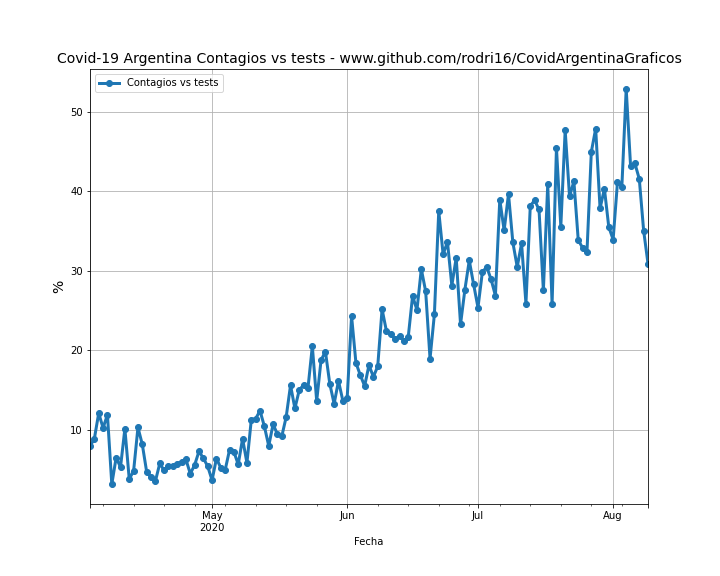 Covid-19 Argentina Contagios vs tests - www.github.com/rodri16/CovidArgentinaGraficos
Contagios vs tests
50
40
30
20
10
%
May
2020
Jun
Jul
Aug
Fecha